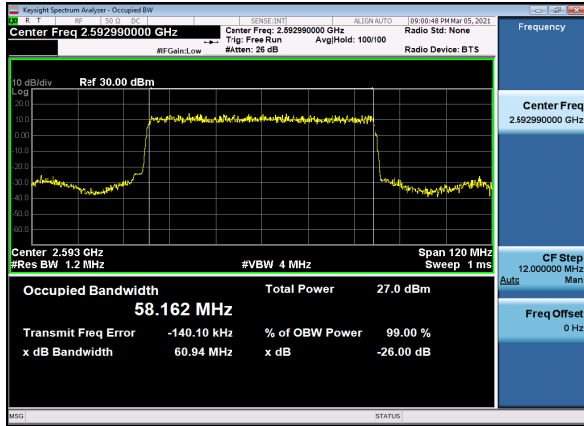 Keysight Spectrum Analyzer - Occupied BW
R T RF 50 Ω DC SENSE:INT ALIGN AUTO 09:00:48 PM Mar 05, 2021
Center Freq 2.592990000 GHz Center Freq: 2.592990000 GHz Radio Std: None
Trig: Free Run Avg|Hold: 100/100
#IFGain:Low #Atten: 26 dB Radio Device: BTS
Frequency
10 dB/div Ref 30.00 dBm
Log
20.0
10.0
0.00
-10.0
-20.0
-30.0
-40.0
-50.0
-60.0
Center Freq
2.592990000 GHz
Center 2.593 GHz Span 120 MHz
#Res BW 1.2 MHz #VBW 4 MHz Sweep 1 ms
CF Step
12.000000 MHz
Auto Man
Occupied Bandwidth Total Power 27.0 dBm
58.162 MHz
Freq Offset
0 Hz
Transmit Freq Error -140.10 kHz % of OBW Power 99.00 %
x dB Bandwidth 60.94 MHz x dB -26.00 dB
MSG STATUS